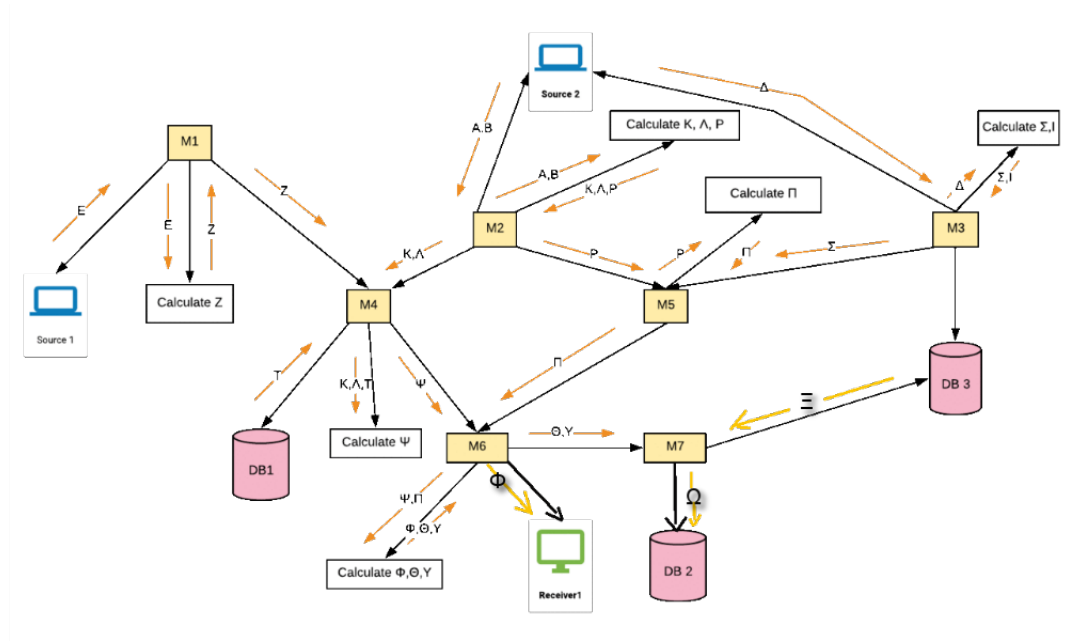 Source 2
Δ
Calculate Κ, Λ, Ρ
Calculate Σ,Ι
M1
Α,Β
Α,Β
Κ,Λ,Ρ
Δ
Σ,Ι
Ζ
Calculate Π
Ε
Ε
Ζ
M2
M3
Κ,Λ
Ρ
Ρ
Π
Σ
Source 1
Calculate Ζ
M4
M5
Τ
Κ,Λ,Τ
Ψ
Π
DB 3
Ξ
Calculate Ψ
Θ,Υ
M6
M7
DB1
Ψ,Π
Φ
Ω
Φ,Θ,Υ
Calculate Φ,Θ,Υ
DB 2
Receiver1